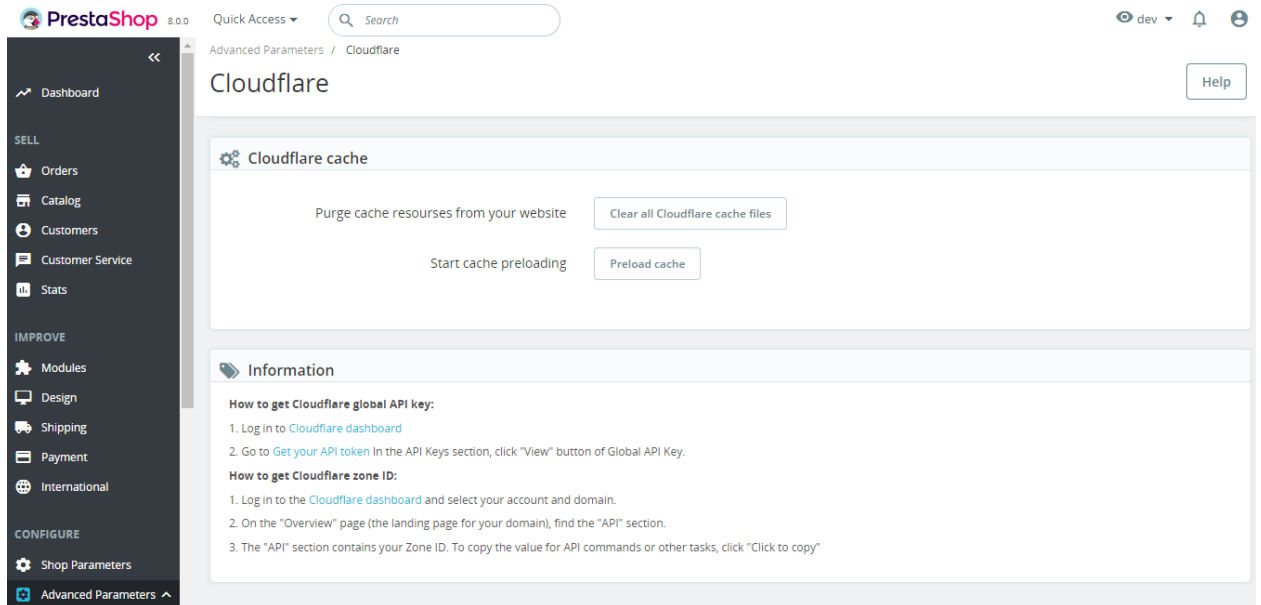 PrestaShop 8.0.0 Quick Access Search dev
Advanced Parameters / Cloudflare
Cloudflare
Help
Dashboard
SELL
Orders
Catalog
Customers
Customer Service
Stats
IMPROVE
Modules
Design
Shipping
Payment
International
CONFIGURE
Shop Parameters
Advanced Parameters
Cloudflare cache
Purge cache resourses from your website Clear all Cloudflare cache files
Start cache preloading Preload cache
Information
How to get Cloudflare global API key:
1. Log in to Cloudflare dashboard
2. Go to Get your API token In the API Keys section, click "View" button of Global API Key.
How to get Cloudflare zone ID:
1. Log in to the Cloudflare dashboard and select your account and domain.
2. On the "Overview" page (the landing page for your domain), find the "API" section.
3. The "API" section contains your Zone ID. To copy the value for API commands or other tasks, click "Click to copy"